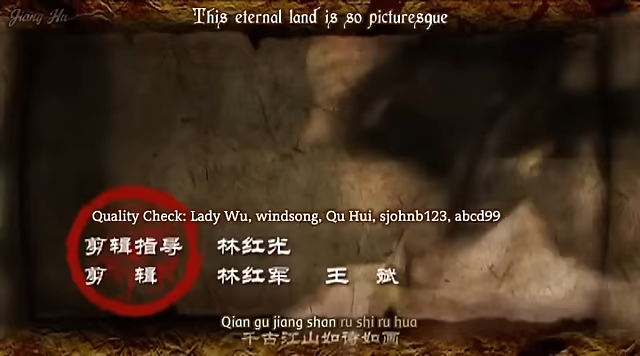 Jiang Hu
This eternal land is so picturesque
Quality Check: Lady Wu, windsong, Qu Hui, sjohnb123, abcd99
剪辑指导 林红光
剪 辑 林红军 王 斌
Qian gu jiang shan ru shi ru hua
千古江山如诗如画